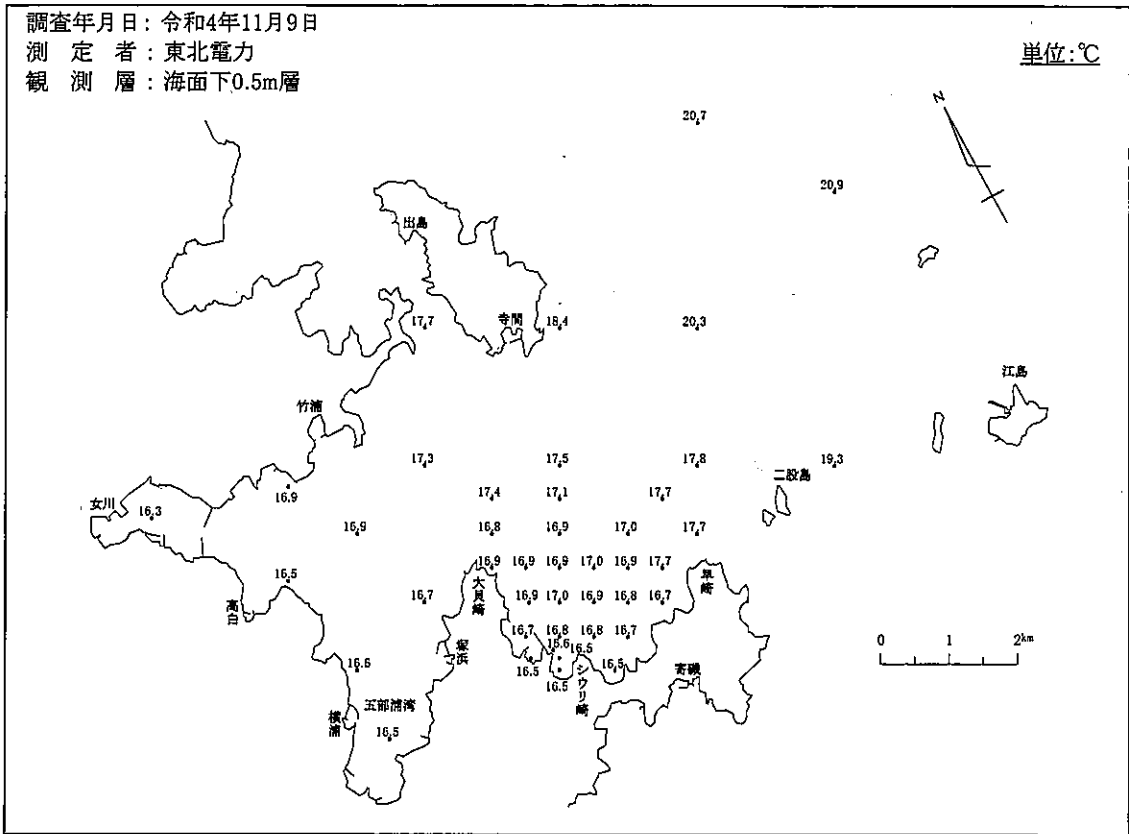 調査年月日：令和4年11月9日
測　定　者：東北電力
観　測　層：海面下0.5m層
単位：℃
20.7
N
20.9
出島
17.7
寺間
18.4
20.3
江島
竹浦
17.3
17.5
17.8
19.3
二股島
16.9
17.4
17.1
17.7
女川
16.3
16.9
16.8
16.9
17.0
17.7
16.9
16.9
16.9
17.0
16.9
17.7
16.5
大貝崎
早崎
高白
16.7
16.9
17.0
16.9
16.8
16.7
16.7
16.8
16.8
16.7
塚浜
16.6
16.5
16.6
16.5
16.5
16.5
シウリ崎
寄磯
0 1 2km
五部浦湾
横浦
16.5